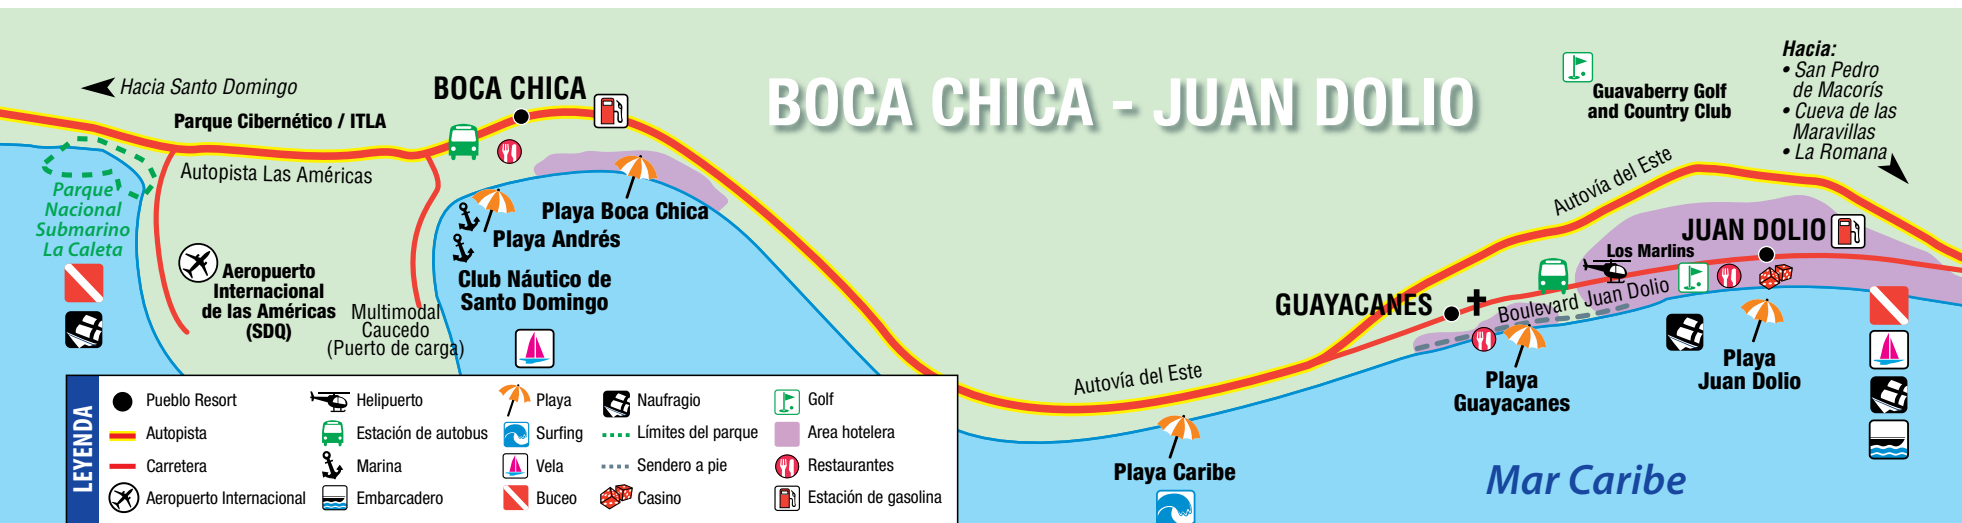 BOCA CHICA - JUAN DOLIO
Hacia Santo Domingo
BOCA CHICA
Parque Cibernético / ITLA
Autopista Las Américas
Parque
Nacional
Submarino
La Caleta
Aeropuerto
Internacional
de las Américas
(SDQ)
Multimodal
Caucedo
(Puerto de carga)
Playa Boca Chica
Playa Andrés
Club Náutico de
Santo Domingo
Guavaberry Golf
and Country Club
Hacia:
• San Pedro
de Macorís
• Cueva de las
Maravillas
• La Romana
Autovía del Este
JUAN DOLIO
Los Marlins
GUAYACANES
Boulevard Juan Dolio
Autovía del Este
Playa
Guayacanes
Playa
Juan Dolio
Playa Caribe
Mar Caribe
LEYENDA
Pueblo Resort
Autopista
Carretera
Aeropuerto Internacional
Helipuerto
Estación de autobus
Marina
Embarcadero
Playa
Surfing
Vela
Buceo
Naufragio
Límites del parque
Sendero a pie
Casino
Golf
Area hotelera
Restaurantes
Estación de gasolina